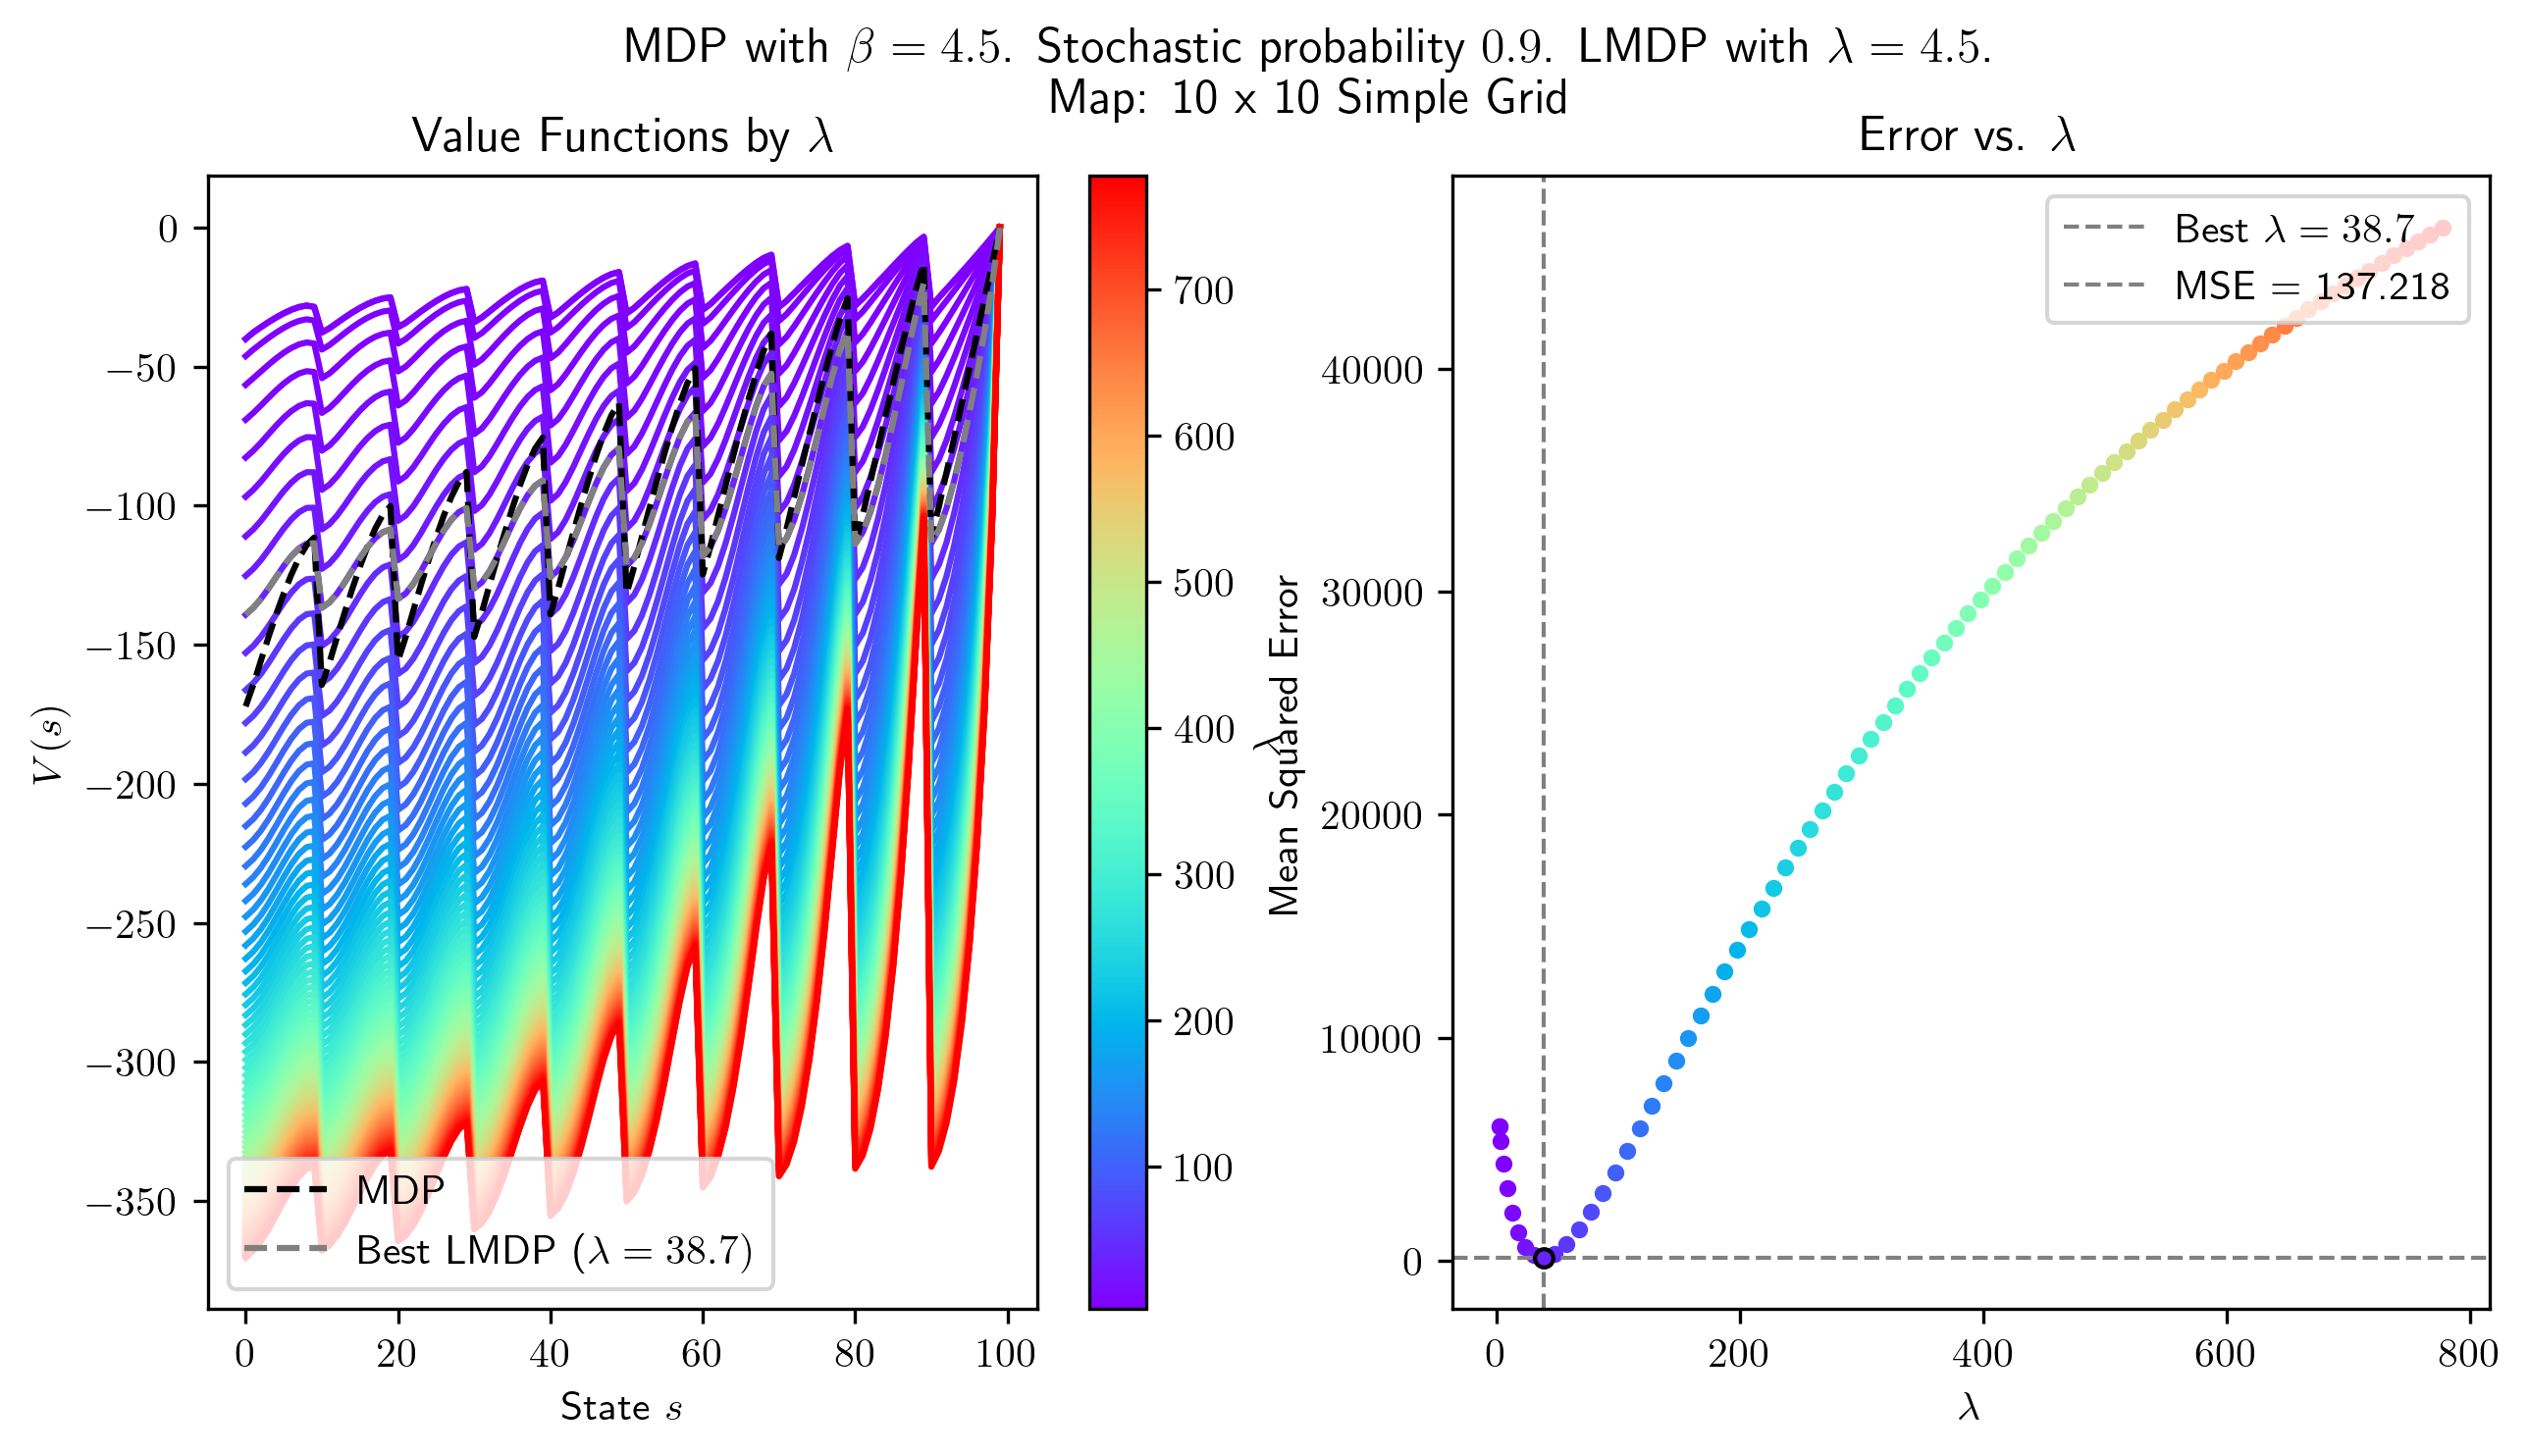 MDP with β = 4.5. Stochastic probability 0.9. LMDP with λ = 4.5.
Map: 10 x 10 Simple Grid
Value Functions by λ
V(s)
0
−50
−100
−150
−200
−250
−300
−350
MDP
Best LMDP (λ = 38.7)
0
20
40
60
80
100
State s
700
600
500
400
300
200
100
λ
Error vs. λ
Mean Squared Error
40000
30000
20000
10000
0
Best λ = 38.7
MSE = 137.218
0
200
400
600
800
λ